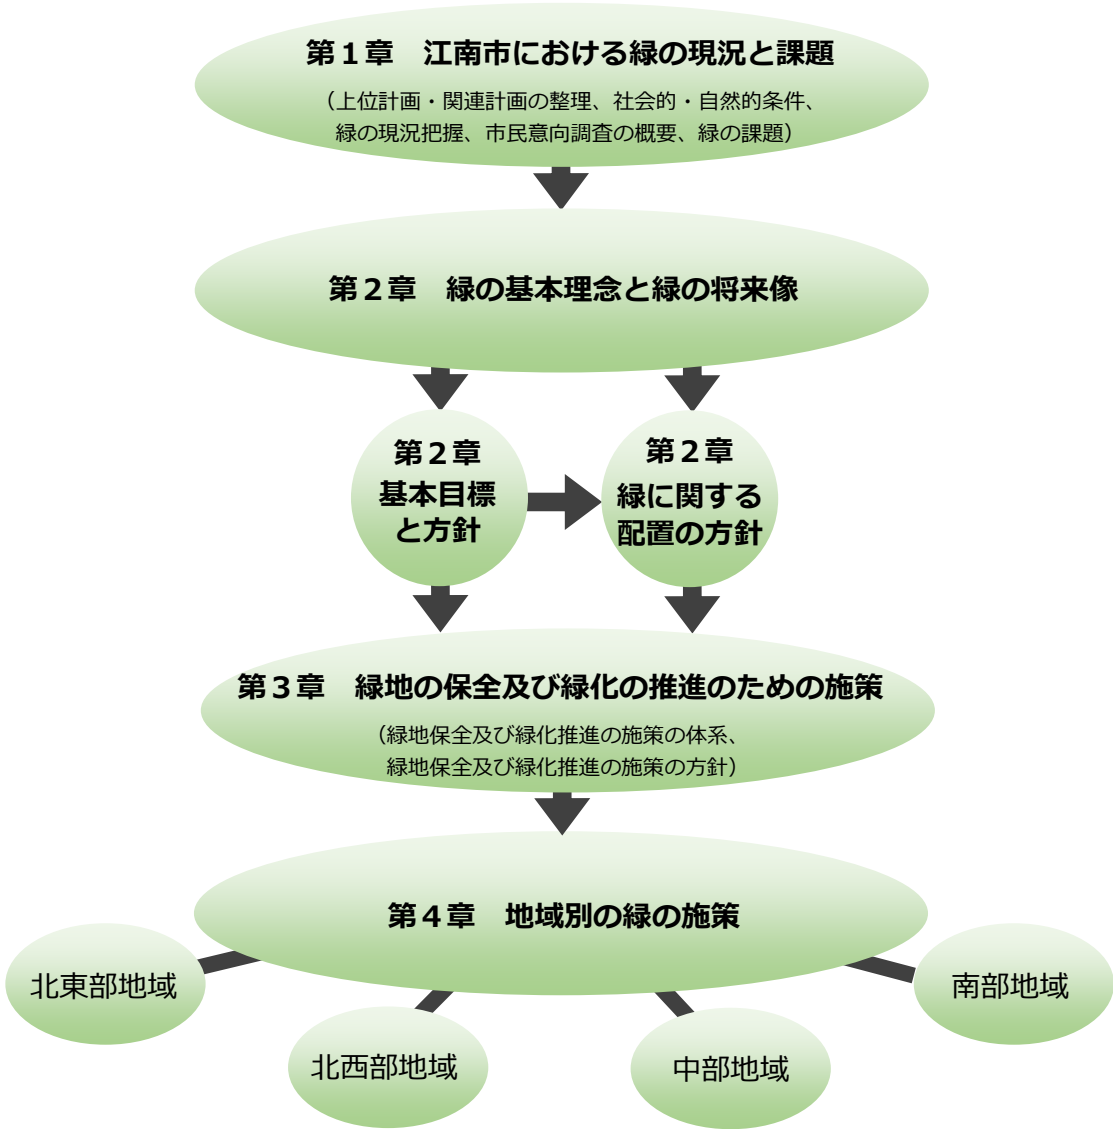 第１章　江南市における緑の現況と課題
（上位計画・関連計画の整理、社会的・自然的条件、
緑の現況把握、市民意向調査の概要、緑の課題）
第２章　緑の基本理念と緑の将来像
第２章
基本目標
と方針
第２章
緑に関する
配置の方針
第３章　緑地の保全及び緑化の推進のための施策
（緑地保全及び緑化推進の施策の体系、
緑地保全及び緑化推進の施策の方針）
第４章　地域別の緑の施策
北東部地域
北西部地域
中部地域
南部地域